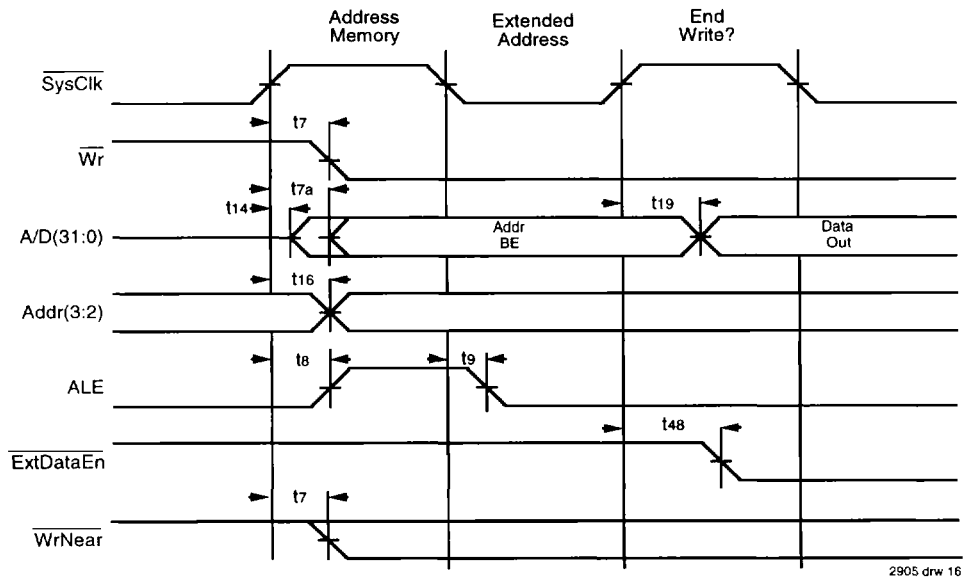 Address
Memory
Extended
Address
End
Write?
SysClk
t7
Wr
t7a
t14
t19
A/D(31:0)
Addr
BE
Data
Out
t16
Addr(3:2)
t8
t9
ALE
t48
ExtDataEn
t7
WrNear
2905 drw 16